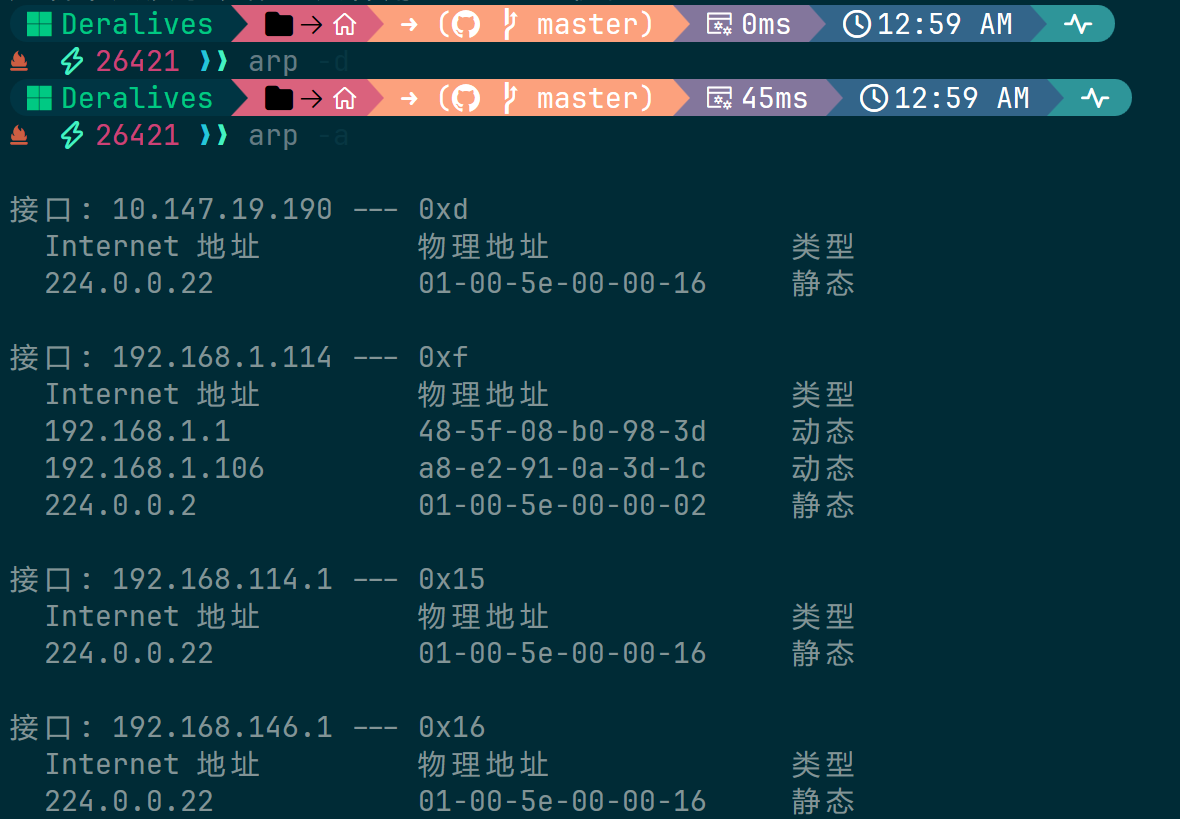 Deralives → → ( master) 0ms 12:59 AM
26421 arp -d
Deralives → → ( master) 45ms 12:59 AM
26421 arp -a
接口: 10.147.19.190 --- 0xd
Internet 地址 物理地址 类型
224.0.0.22 01-00-5e-00-00-16 静态
接口: 192.168.1.114 --- 0xf
Internet 地址 物理地址 类型
192.168.1.1 48-5f-08-b0-98-3d 动态
192.168.1.106 a8-e2-91-0a-3d-1c 动态
224.0.0.2 01-00-5e-00-00-02 静态
接口: 192.168.114.1 --- 0x15
Internet 地址 物理地址 类型
224.0.0.22 01-00-5e-00-00-16 静态
接口: 192.168.146.1 --- 0x16
Internet 地址 物理地址 类型
224.0.0.22 01-00-5e-00-00-16 静态